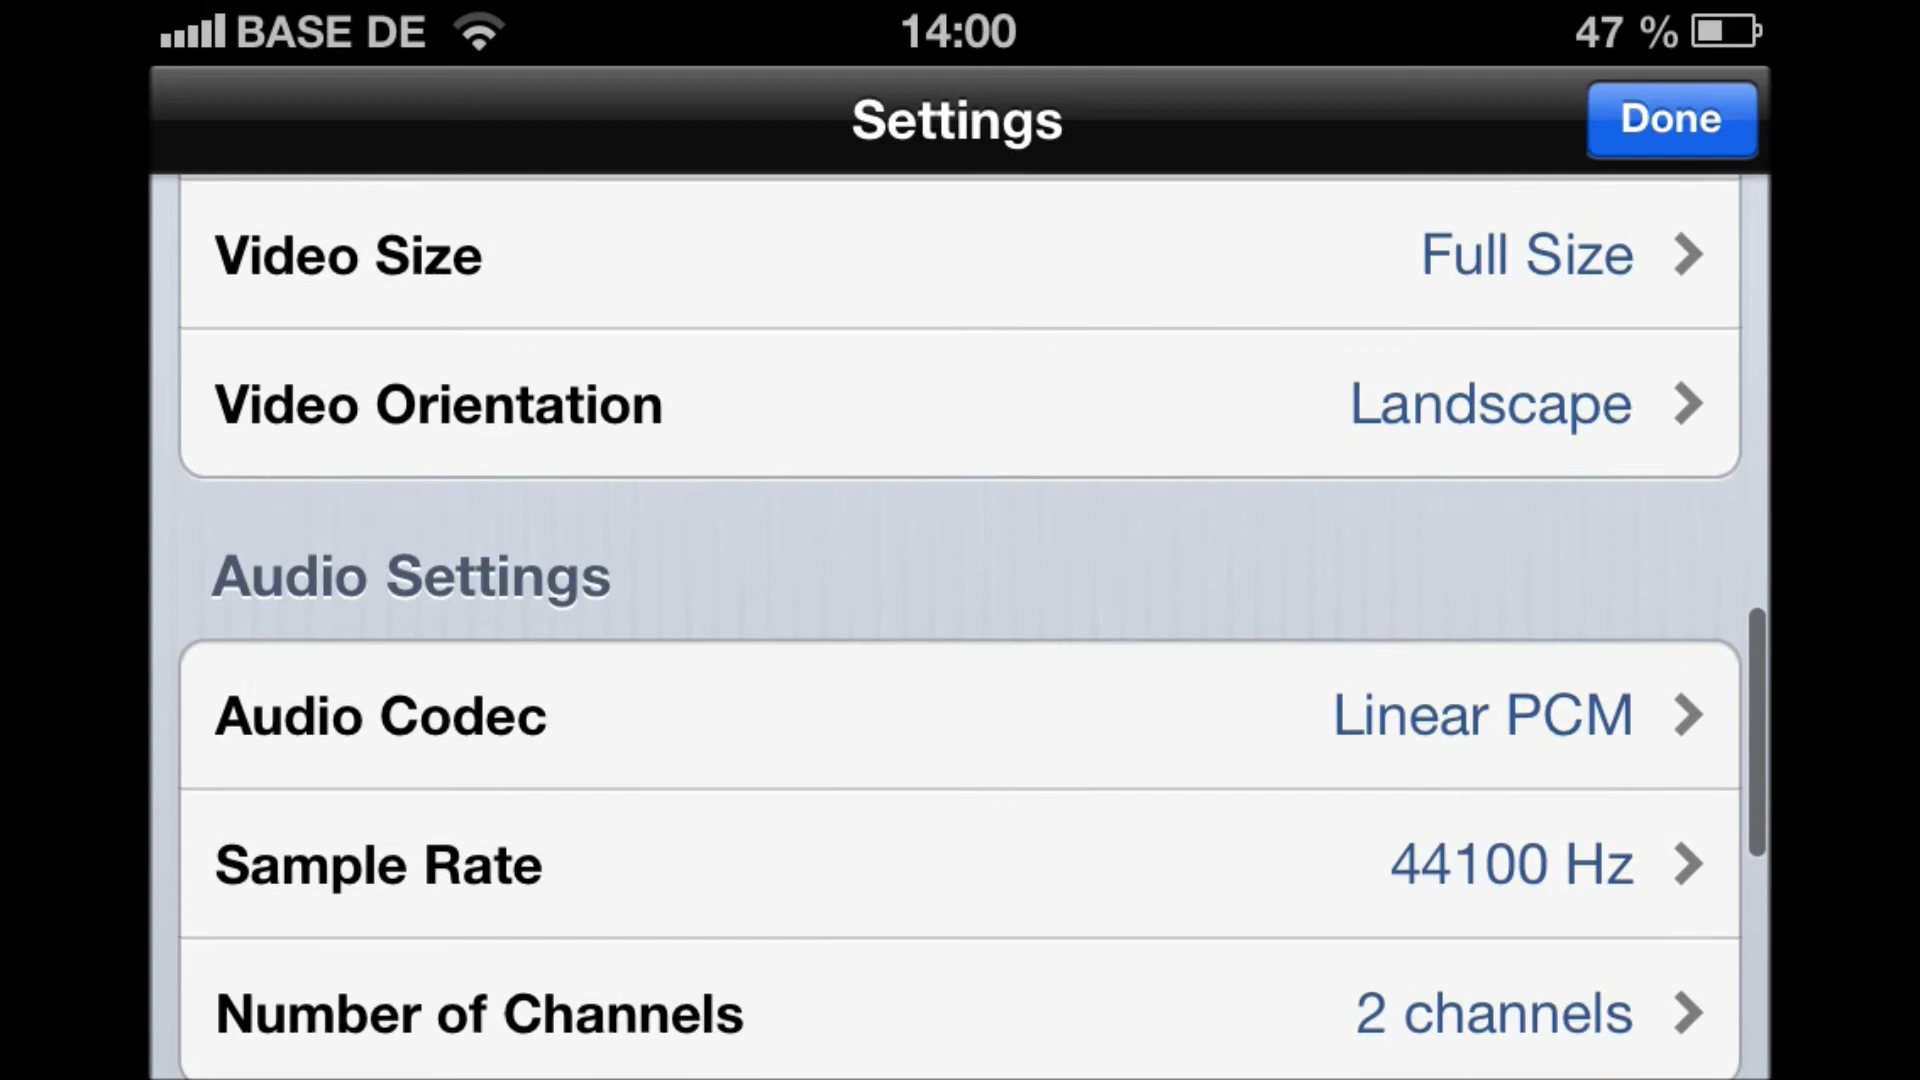 BASE DE 14:00 47 %
Settings Done
Video Size Full Size
Video Orientation Landscape
Audio Settings
Audio Codec Linear PCM
Sample Rate 44100 Hz
Number of Channels 2 channels